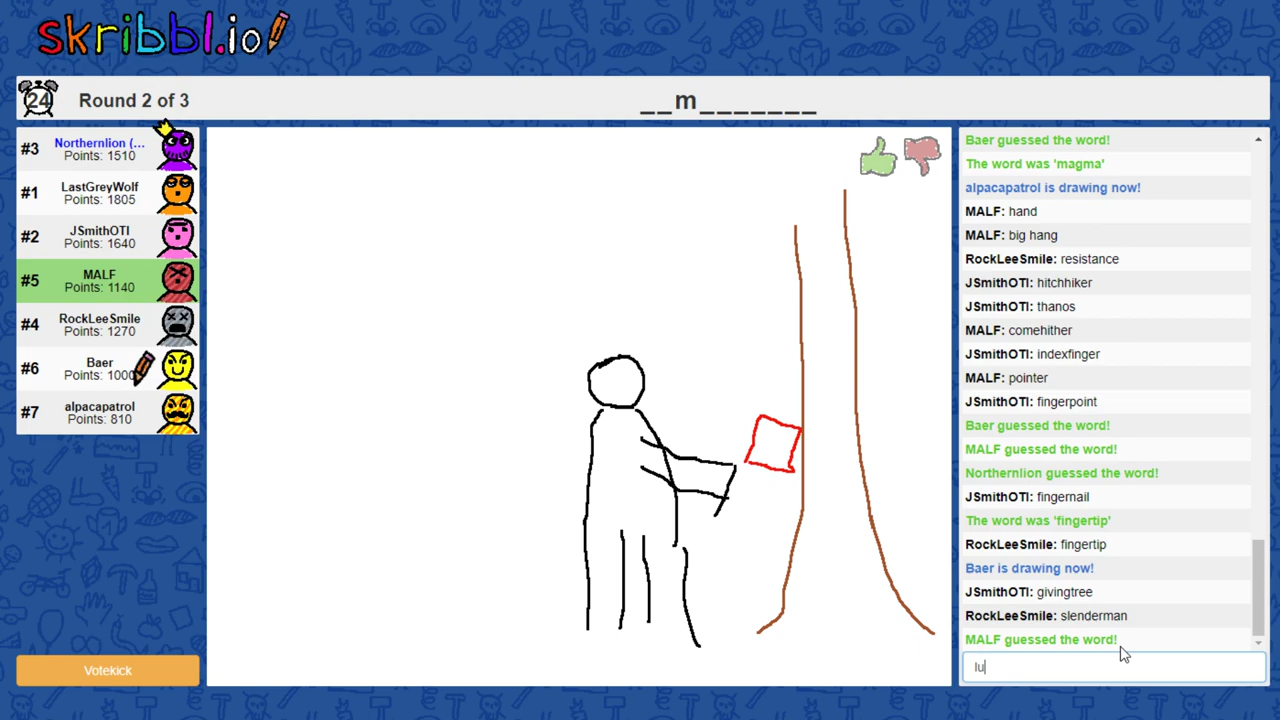 skribbl.io
24
Round 2 of 3
__m_______
#3
Northernlion (...
Points: 1510
#1
LastGreyWolf
Points: 1805
#2
JSmithOTI
Points: 1640
#5
MALF
Points: 1140
#4
RockLeeSmile
Points: 1270
#6
Baer
Points: 1000
#7
alpacapatrol
Points: 810
Votekick
Baer guessed the word!
The word was 'magma'
alpacapatrol is drawing now!
MALF: hand
MALF: big hang
RockLeeSmile: resistance
JSmithOTI: hitchhiker
JSmithOTI: thanos
MALF: comehither
JSmithOTI: indexfinger
MALF: pointer
JSmithOTI: fingerpoint
Baer guessed the word!
MALF guessed the word!
Northernlion guessed the word!
JSmithOTI: fingernail
The word was 'fingertip'
RockLeeSmile: fingertip
Baer is drawing now!
JSmithOTI: givingtree
RockLeeSmile: slenderman
MALF guessed the word!
lu